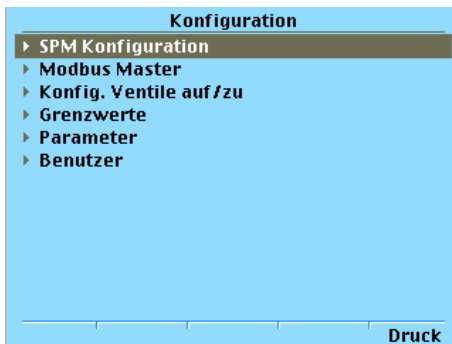 Konfiguration
SPM Konfiguration
Modbus Master
Konfig. Ventile auf/zu
Grenzwerte
Parameter
Benutzer
Druck